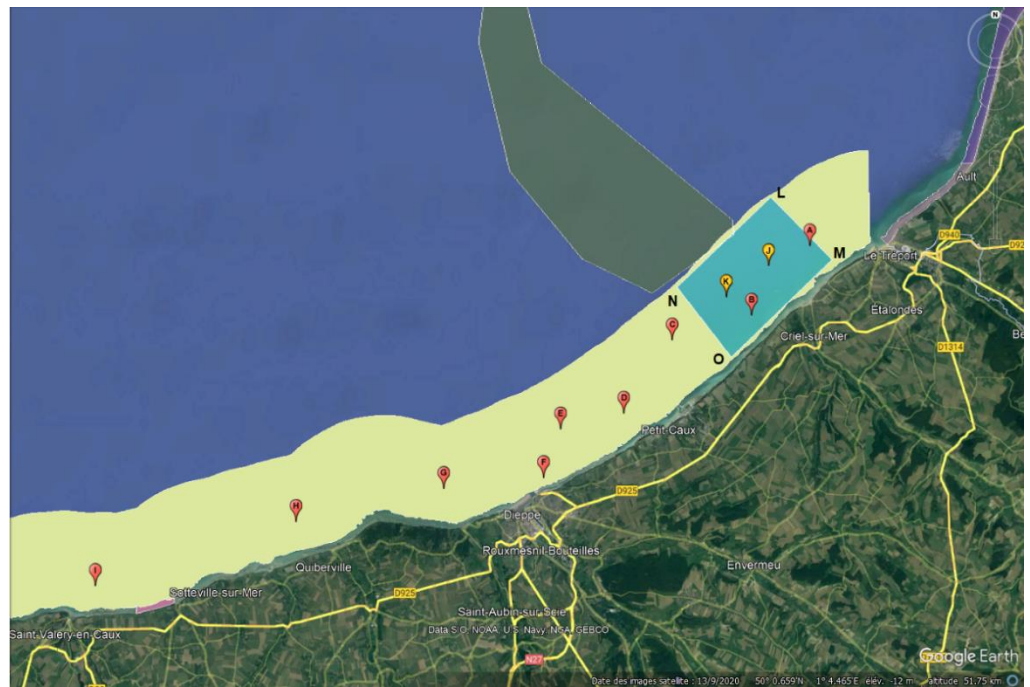 N
Ault
L
A
D940
M
J
Le Tréport
K
N
B
Étalondes
C
Criel-sur-Mer
D1314
O
D
E
Petit-Caux
F
G
D925
H
Dieppe
Rouxmesnil-Bouteilles
Quiberville
Envermeu
I
Sotteville-sur-Mer
D925
Saint-Aubin-sur-Scie
Saint-Valery-en-Caux
Data SIO, NOAA, U.S. Navy, NGA, GEBCO
N27
Google Earth
Date des images satellite : 13/9/2020 50° 0.659'N 1° 4.465'E élév. -12 m altitude 51.75 km